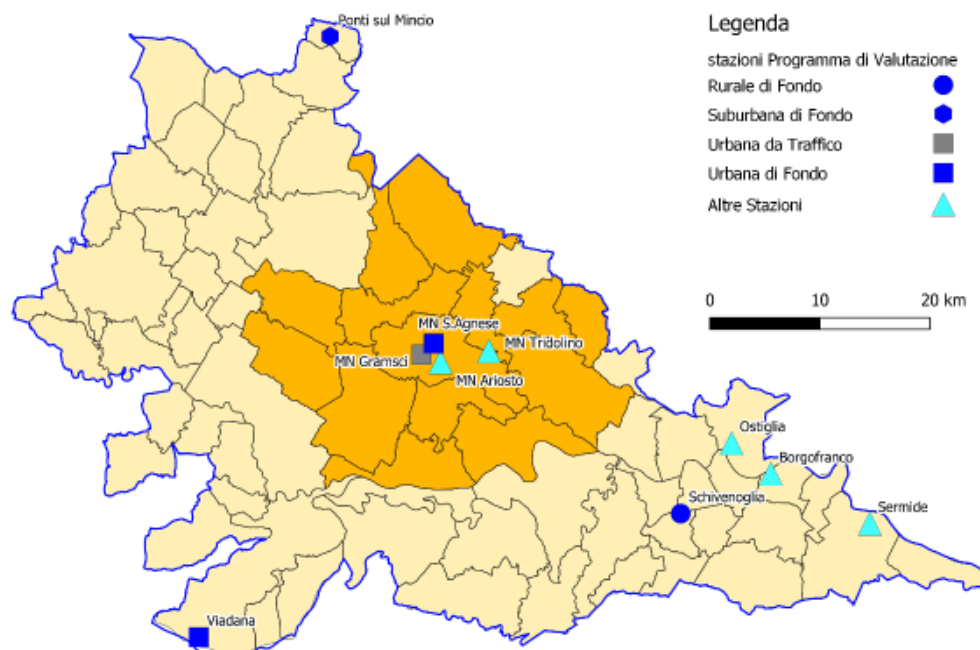 Ponti sul Mincio
Legenda
stazioni Programma di Valutazione
Rurale di Fondo
Suburbana di Fondo
Urbana da Traffico
Urbana di Fondo
Altre Stazioni
0 10 20 km
MN S.Agnese
MN Tridolino
MN Gramsci
MN Ariosto
Ostiglia
Borgofranco
Schivenoglia
Sermide
Viadana